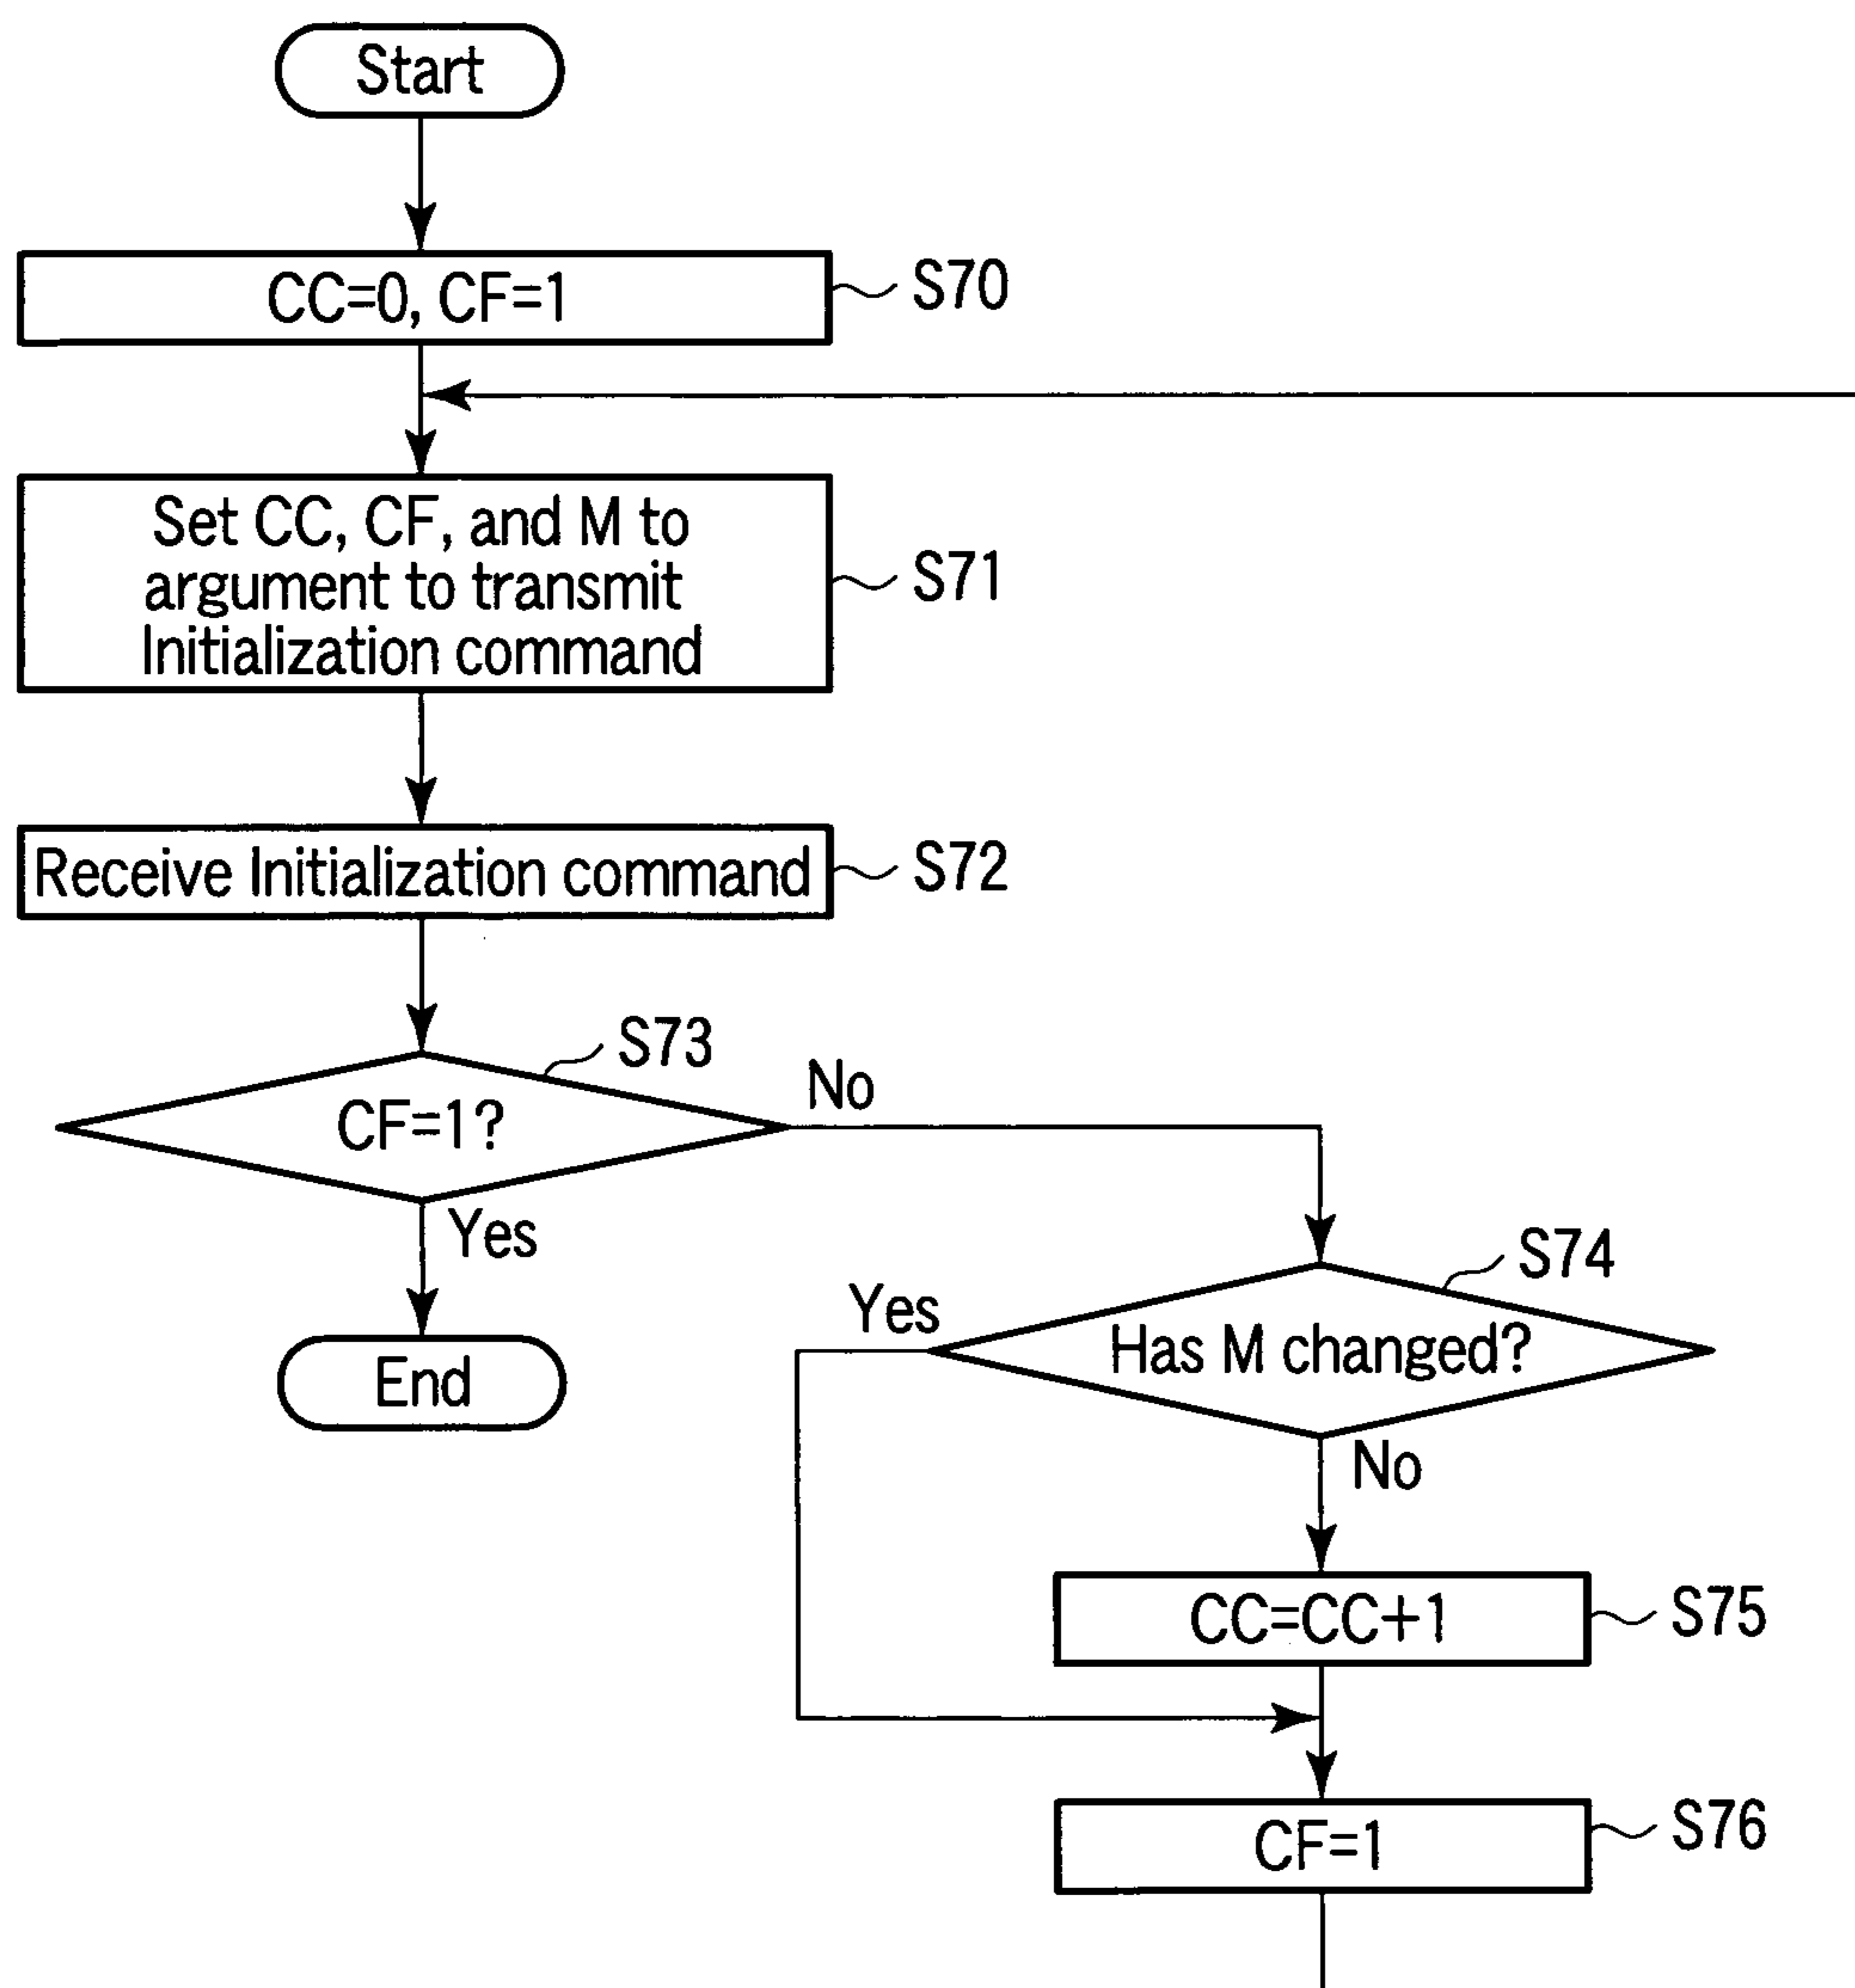 Start
CC=0, CF=1
S70
Set CC, CF, and M to
argument to transmit
Initialization command
S71
Receive Initialization command
S72
S73
CF=1?
No
Yes
End
S74
Has M changed?
Yes
No
CC=CC+1
S75
CF=1
S76